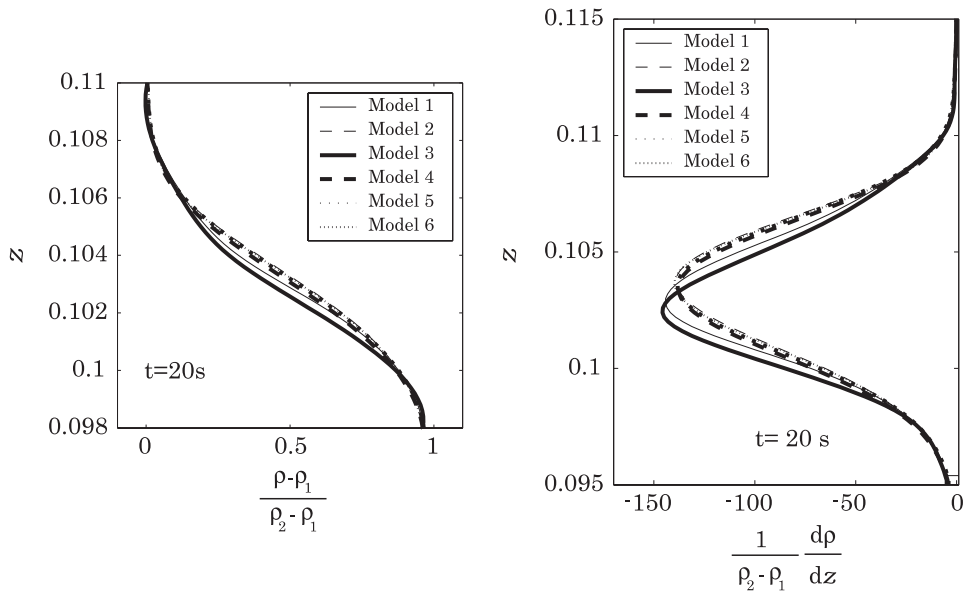 0.11
0.108
0.106
0.104
0.102
0.1
0.098
z
Model 1
Model 2
Model 3
Model 4
Model 5
Model 6
t=20s
0
0.5
1
ρ-ρ₁
ρ₂-ρ₁
0.115
0.11
0.105
0.1
0.095
z
Model 1
Model 2
Model 3
Model 4
Model 5
Model 6
t= 20 s
-150
-100
-50
0
1 dρ
ρ₂-ρ₁ dz